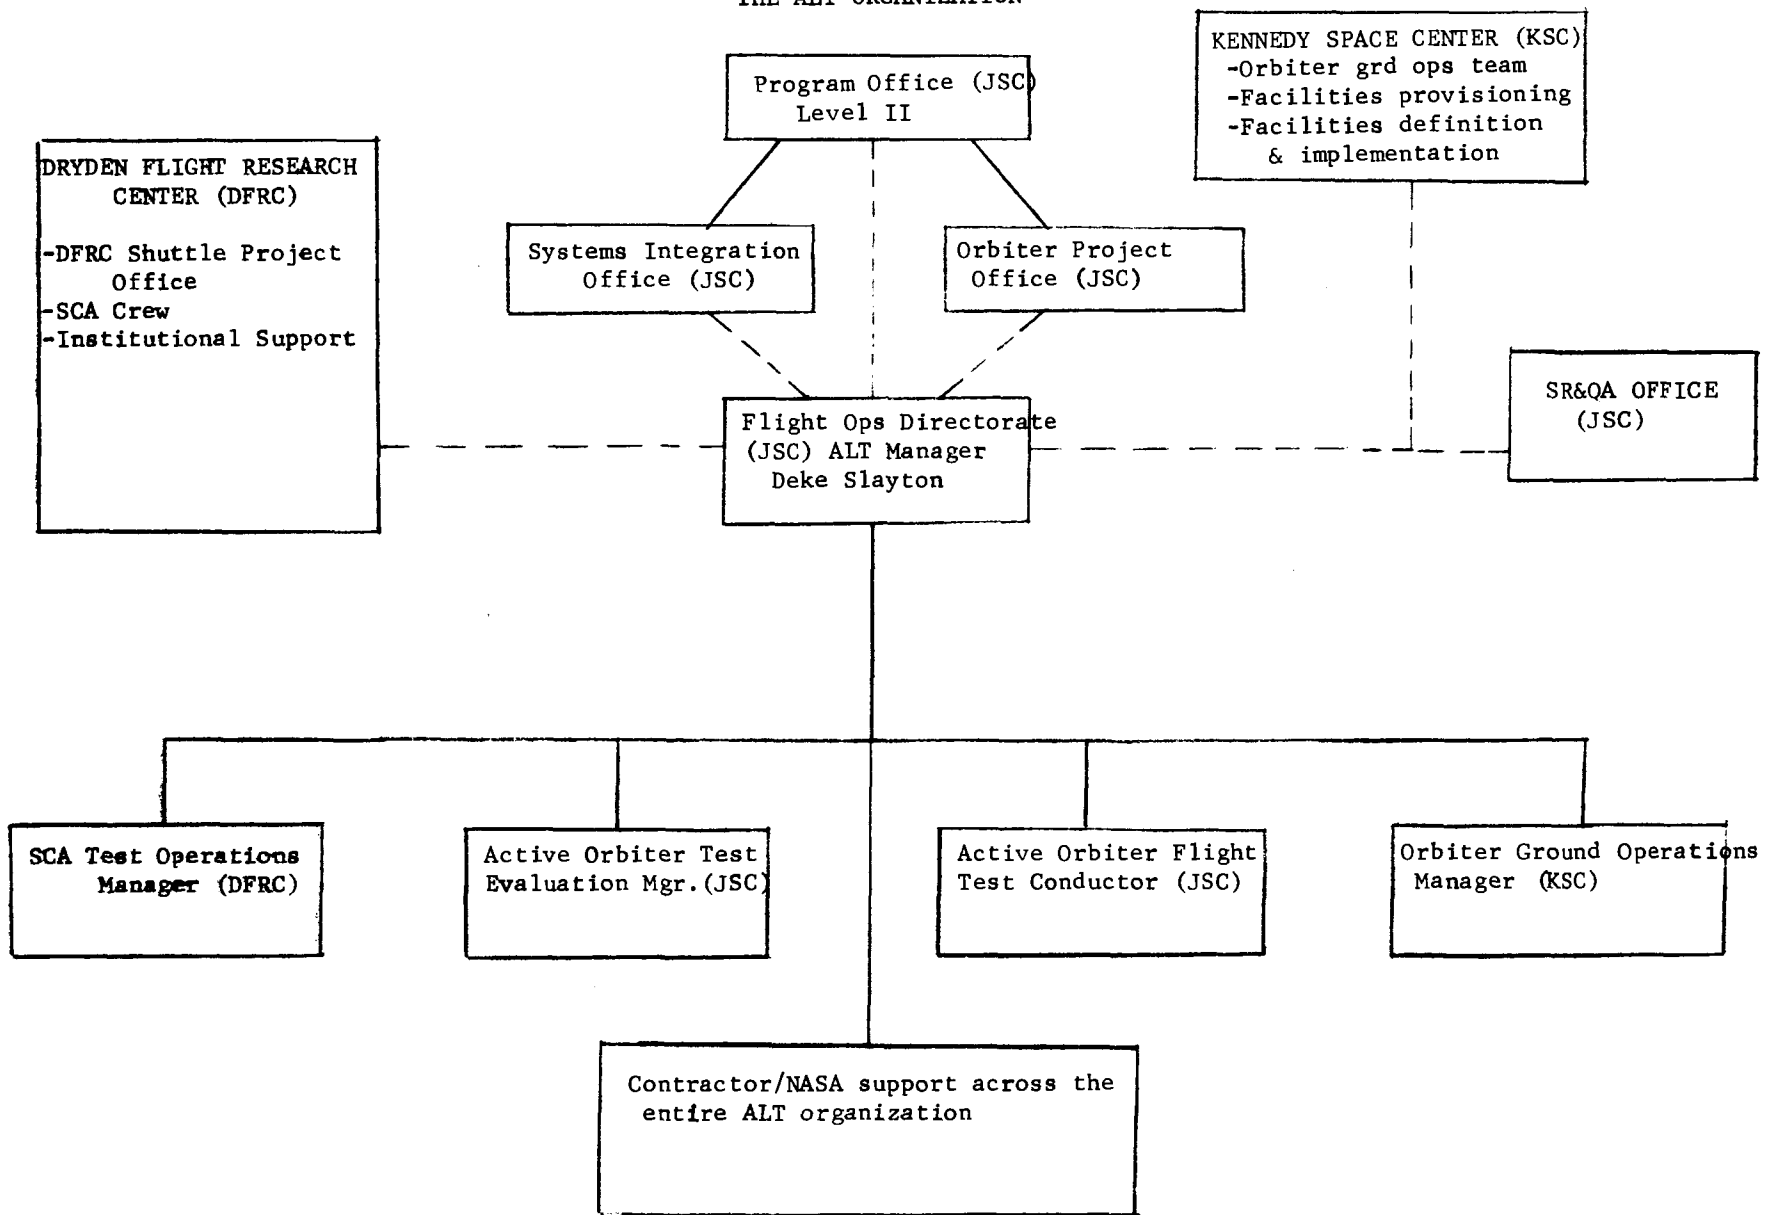 THE ALT ORGANIZATION
KENNEDY SPACE CENTER (KSC)
-Orbiter grd ops team
-Facilities provisioning
-Facilities definition
& implementation
Program Office (JSC)
Level II
DRYDEN FLIGHT RESEARCH
CENTER (DFRC)
-DFRC Shuttle Project
Office
-SCA Crew
-Institutional Support
Systems Integration
Office (JSC)
Orbiter Project
Office (JSC)
SR&QA OFFICE
(JSC)
Flight Ops Directorate
(JSC) ALT Manager
Deke Slayton
SCA Test Operations
Manager (DFRC)
Active Orbiter Test
Evaluation Mgr.(JSC)
Active Orbiter Flight
Test Conductor (JSC)
Orbiter Ground Operations
Manager (KSC)
Contractor/NASA support across the
entire ALT organization